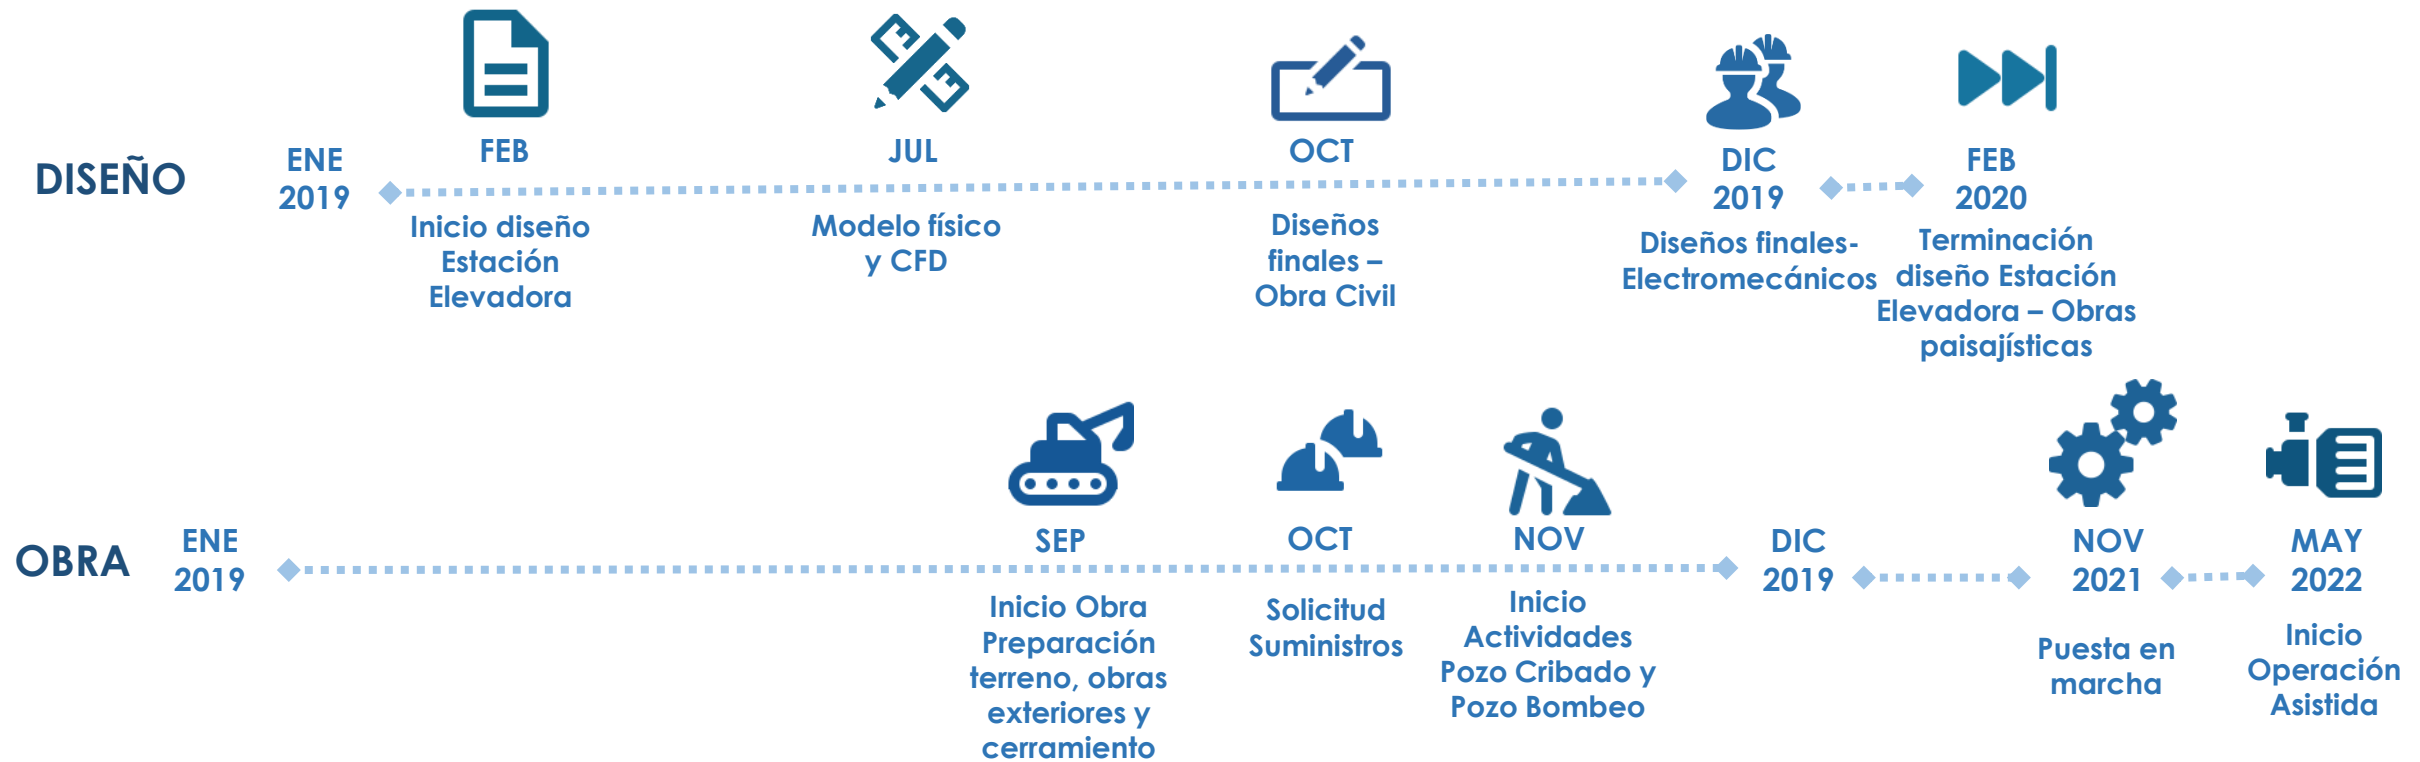 DISEÑO
ENE
2019
FEB
Inicio diseño
Estación
Elevadora
JUL
Modelo físico
y CFD
OCT
Diseños
finales –
Obra Civil
DIC
2019
Diseños finales-
Electromecánicos
FEB
2020
Terminación
diseño Estación
Elevadora – Obras
paisajísticas
OBRA
ENE
2019
SEP
Inicio Obra
Preparación
terreno, obras
exteriores y
cerramiento
OCT
Solicitud
Suministros
NOV
Inicio
Actividades
Pozo Cribado y
Pozo Bombeo
DIC
2019
NOV
2021
Puesta en
marcha
MAY
2022
Inicio
Operación
Asistida